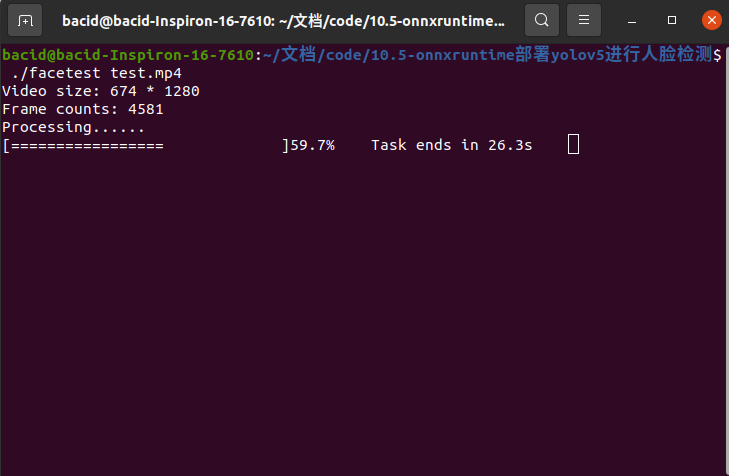 bacid@bacid-Inspiron-16-7610: ~/文档/code/10.5-onnxruntime...
bacid@bacid-Inspiron-16-7610:~/文档/code/10.5-onnxruntime部署yolov5进行人脸检测$
./facetest test.mp4
Video size: 674 * 1280
Frame counts: 4581
Processing......
[=================             ]59.7%    Task ends in 26.3s